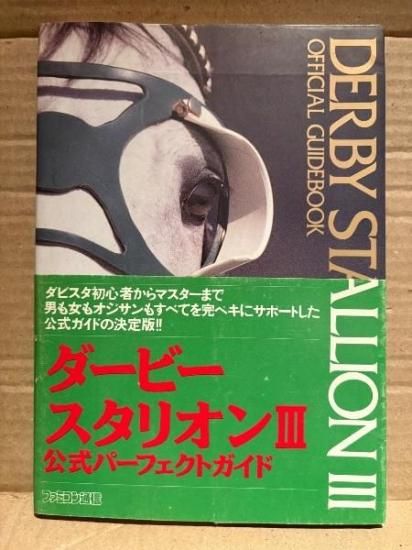 DERBY STALLION III
OFFICIAL GUIDEBOOK
ダビスタ初心者からマスターまで
男も女もオジサンもすべてを完ペキにサポートした
公式ガイドの決定版!!
ダービー
スタリオンIII
公式パーフェクトガイド
ファミコン通信